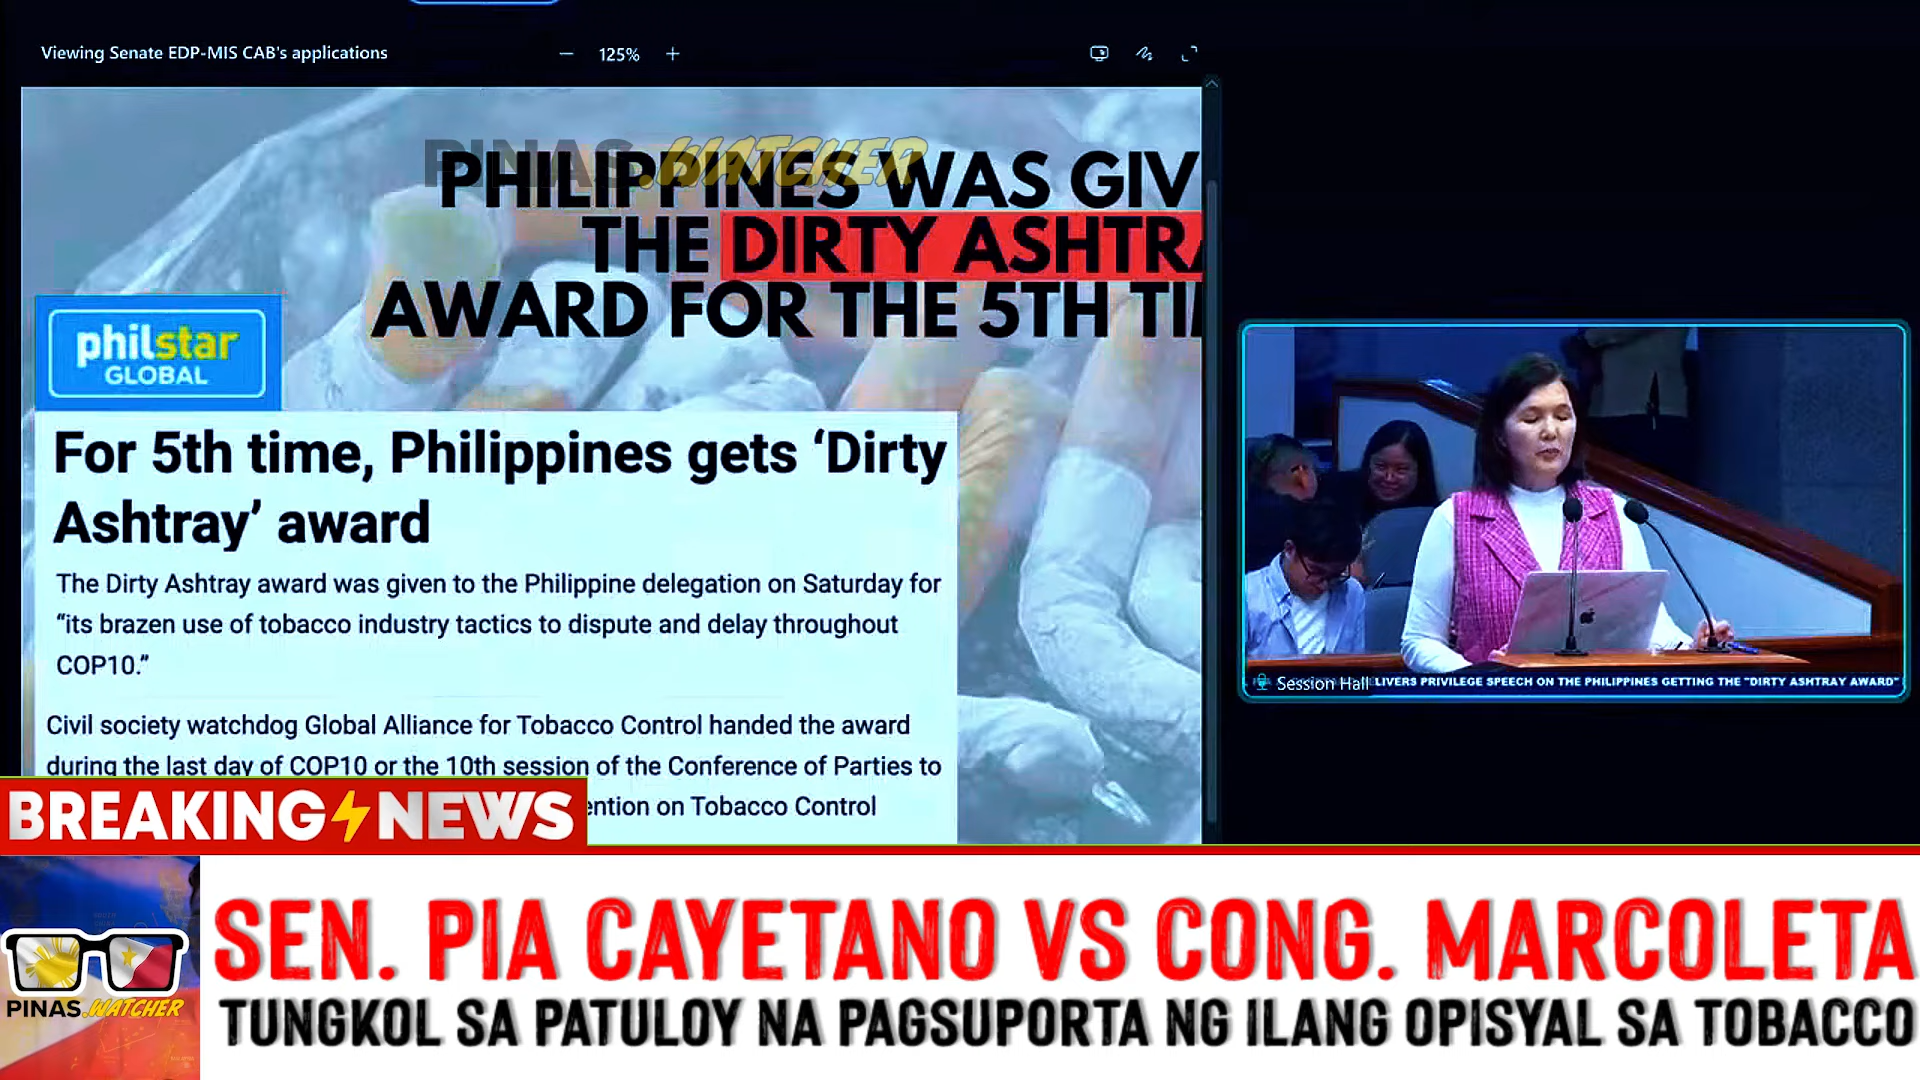 Viewing Senate EDP-MIS CAB's applications
125%
PINAS.WATCHER
PHILIPPINES WAS GIV
THE DIRTY ASHTRA
AWARD FOR THE 5TH TI
philstar
GLOBAL
For 5th time, Philippines gets ‘Dirty
Ashtray’ award
The Dirty Ashtray award was given to the Philippine delegation on Saturday for
“its brazen use of tobacco industry tactics to dispute and delay throughout
COP10.”
Civil society watchdog Global Alliance for Tobacco Control handed the award
during the last day of COP10 or the 10th session of the Conference of Parties to
ention on Tobacco Control
Session Hall
LIVERS PRIVILEGE SPEECH ON THE PHILIPPINES GETTING THE "DIRTY ASHTRAY AWARD"
BREAKING NEWS
PINAS.WATCHER
SEN. PIA CAYETANO VS CONG. MARCOLETA
TUNGKOL SA PATULOY NA PAGSUPORTA NG ILANG OPISYAL SA TOBACCO